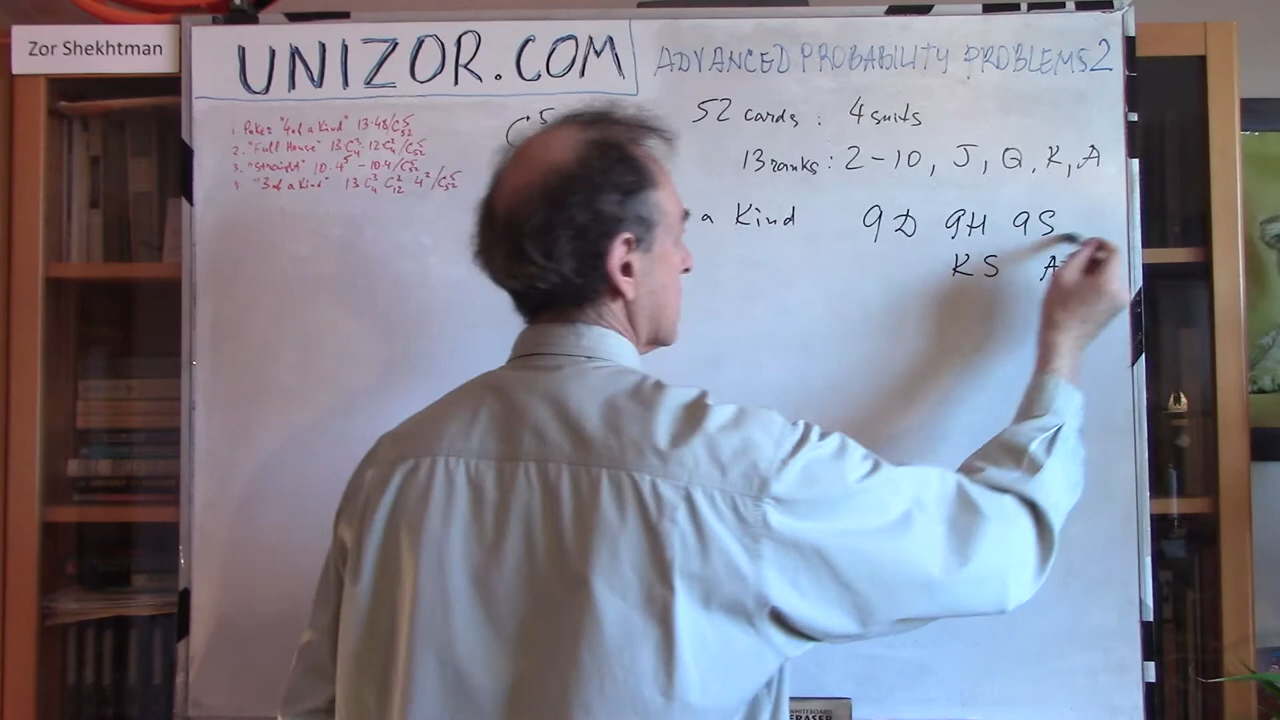 Zor Shekhtman
UNIZOR.COM
ADVANCED PROBABILITY PROBLEMS 2
1. Poker "4 of a Kind" 13·48/C⁵₅₂
2. "Full House" 13 C³₄ 12 C²₄/C⁵₅₂
3. "Straight" 10·4⁵ - 10·4/C⁵₅₂
4. "3 of a Kind" 13 C³₄ C²₁₂ 4²/C⁵₅₂
52 cards : 4 suits
13 ranks : 2-10, J, Q, K, A
a Kind 9D 9H 9S
KS A
WHITEBOARD
ERASER